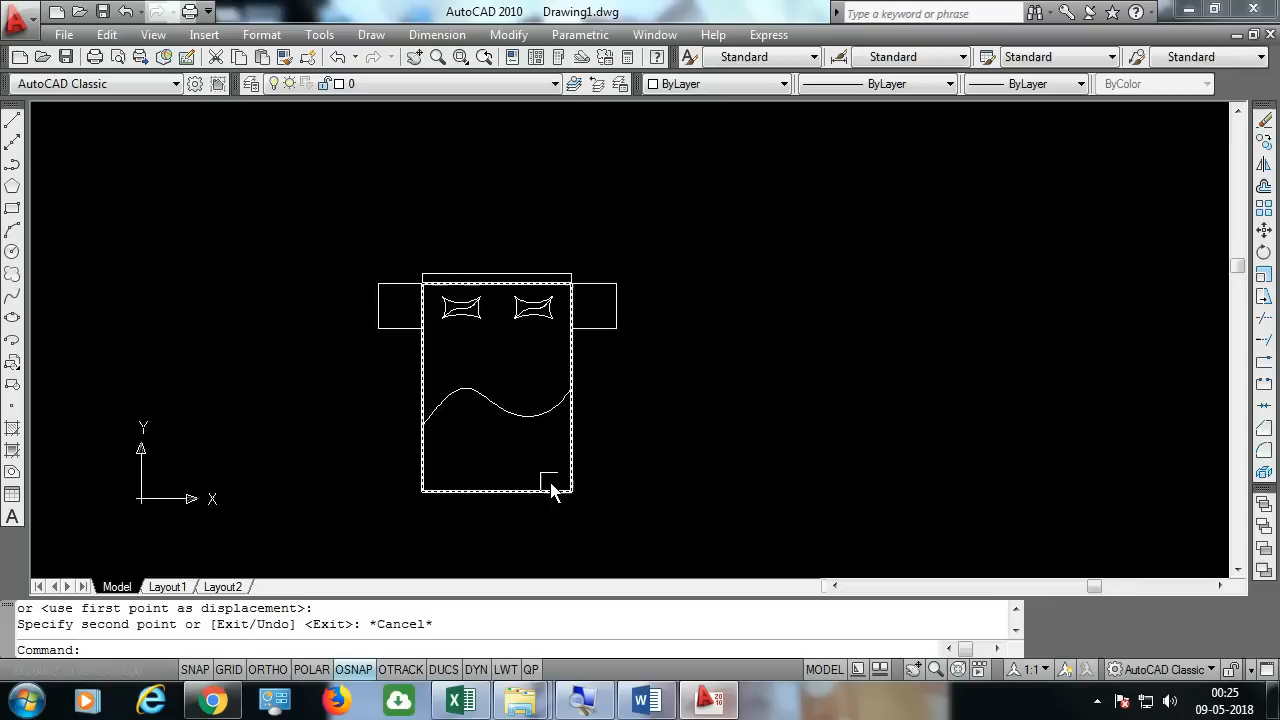 AutoCAD 2010 Drawing1.dwg Type a keyword or phrase
File Edit View Insert Format Tools Draw Dimension Modify Parametric Window Help Express
Standard Standard Standard Standard
AutoCAD Classic 0 ByLayer ByLayer ByLayer ByColor
Y
X
A
Model Layout1 Layout2
or <use first point as displacement>:
Specify second point or [Exit/Undo] <Exit>: *Cancel*
Command:
SNAP GRID ORTHO POLAR OSNAP OTRACK DUCS DYN LWT QP MODEL 1:1 AutoCAD Classic
00:25
09-05-2018